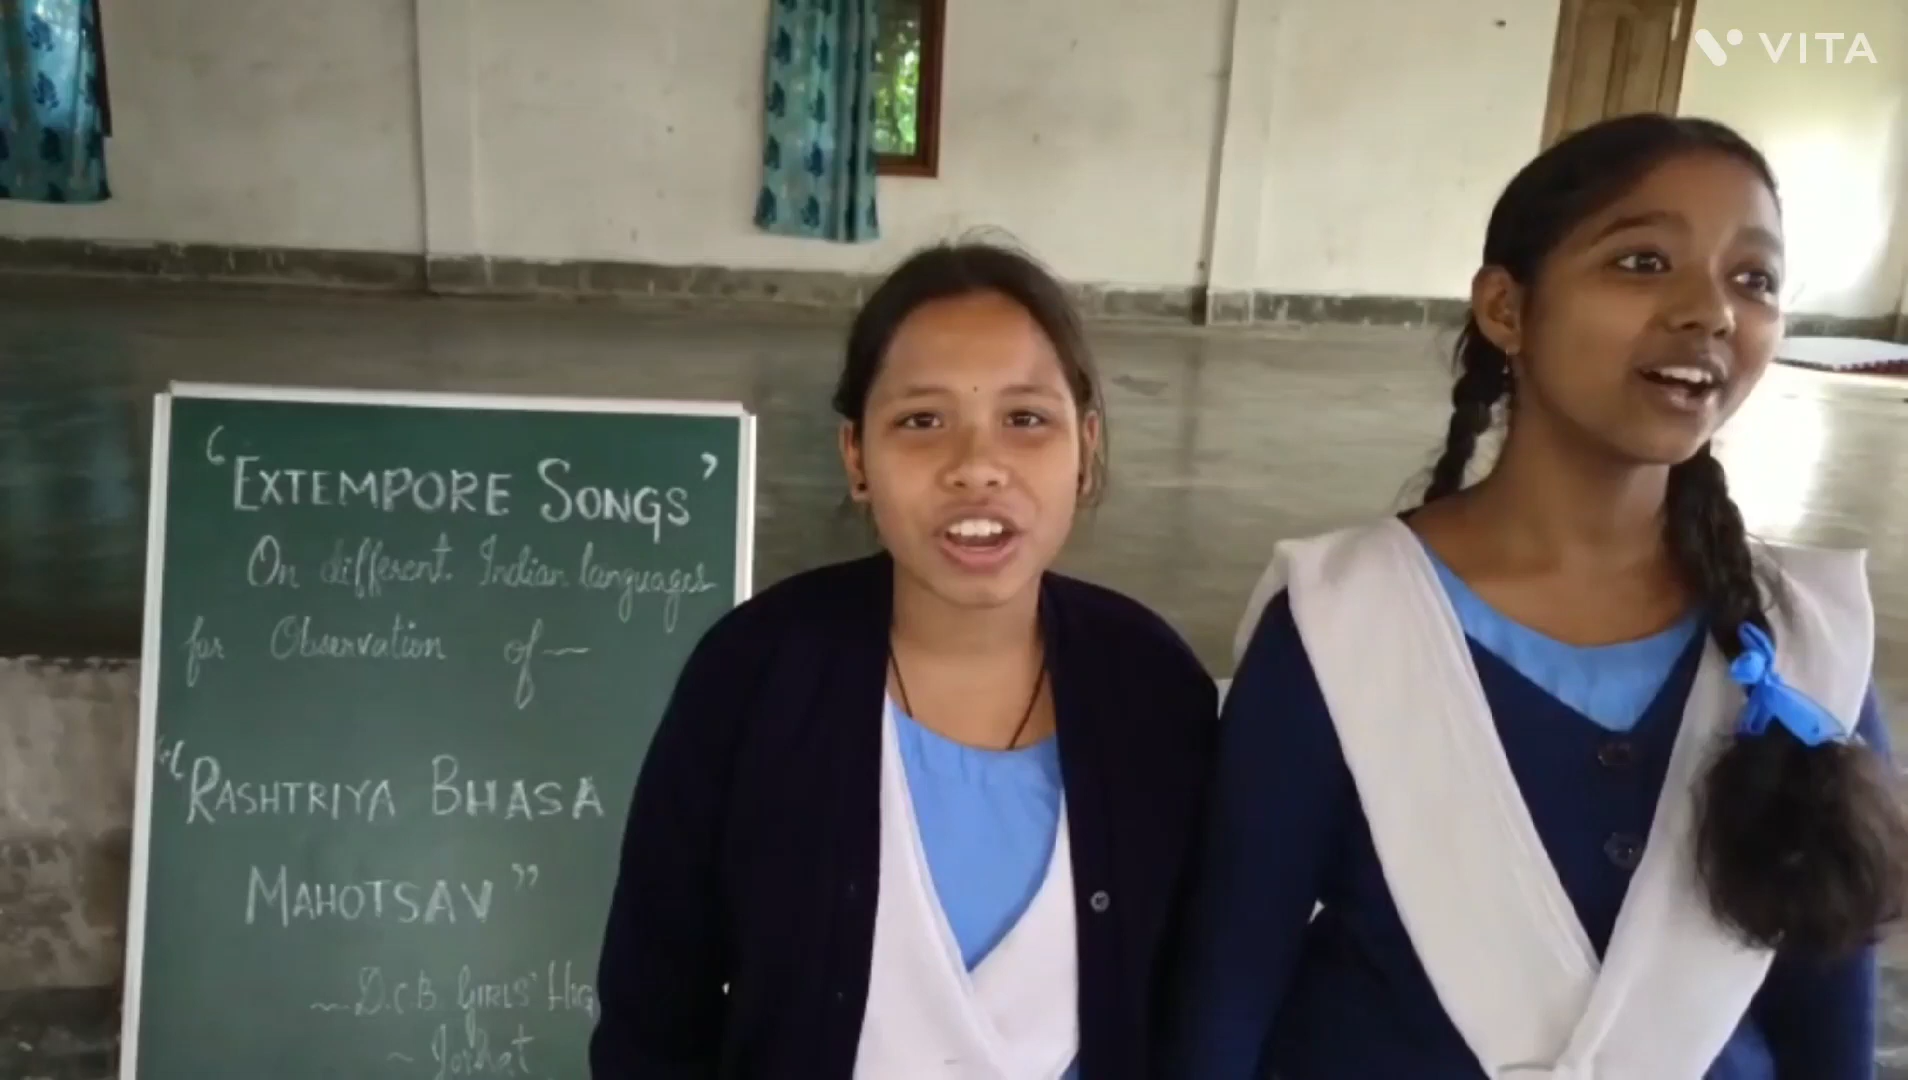 VITA
'EXTEMPORE SONGS'
On different Indian languages
for Observation of ~
"RASHTRIYA BHASA
MAHOTSAV"
~ D.C.B. GIRLS' HIG
~ Jorhat